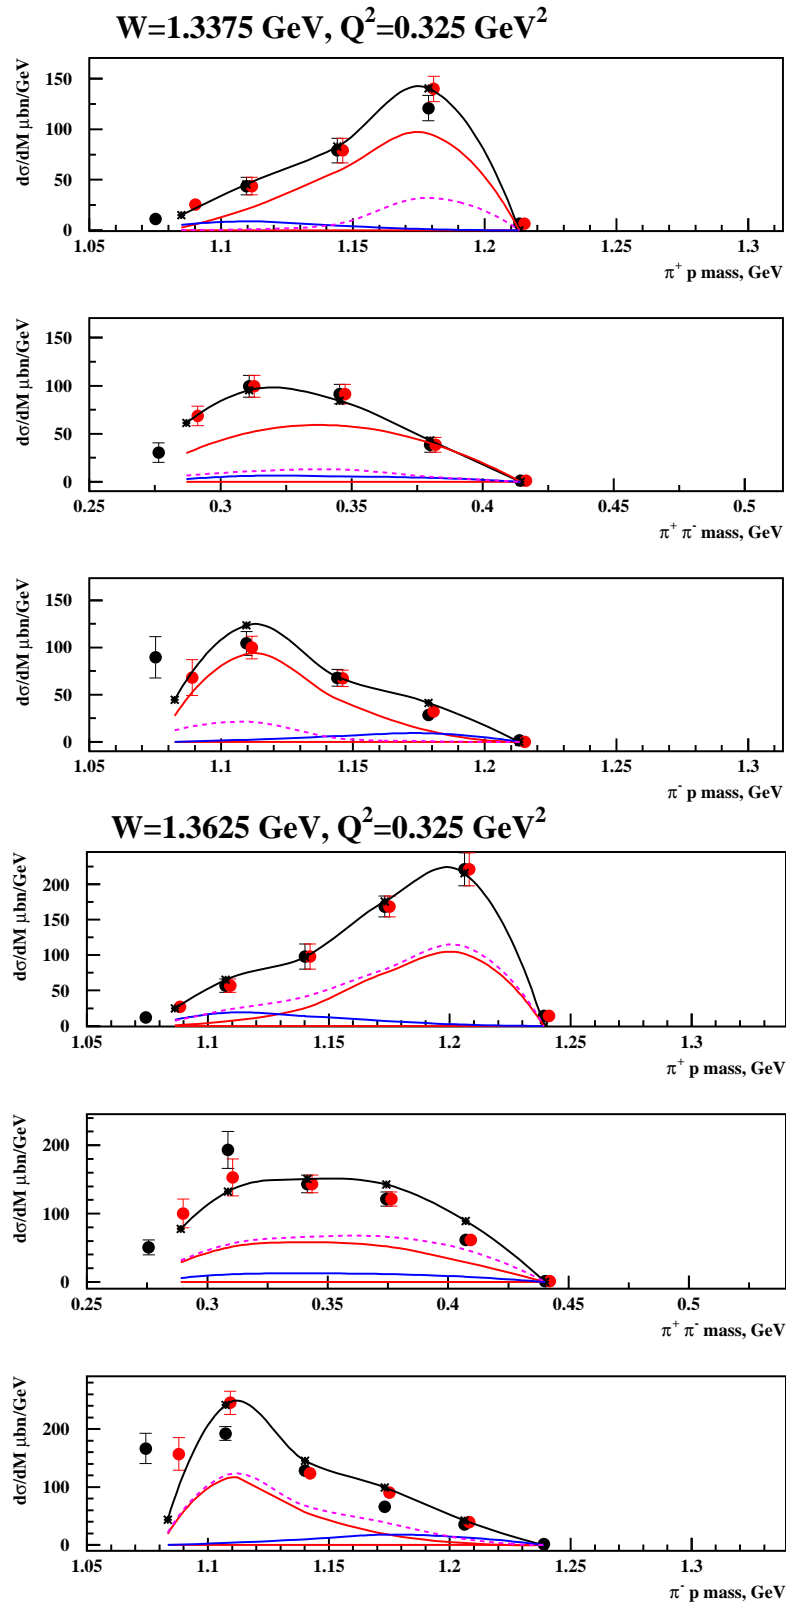 W=1.3375 GeV, Q²=0.325 GeV²
dσ/dM μbn/GeV
150
100
50
0
1.05 1.1 1.15 1.2 1.25 1.3
π⁺ p mass, GeV
dσ/dM μbn/GeV
150
100
50
0
0.25 0.3 0.35 0.4 0.45 0.5
π⁺ π⁻ mass, GeV
dσ/dM μbn/GeV
150
100
50
0
1.05 1.1 1.15 1.2 1.25 1.3
π⁻ p mass, GeV
W=1.3625 GeV, Q²=0.325 GeV²
dσ/dM μbn/GeV
200
150
100
50
0
1.05 1.1 1.15 1.2 1.25
π⁺ p mass, GeV
dσ/dM μbn/GeV
200
100
0
0.25 0.3 0.35 0.4 0.45 0.5
π⁺ π⁻ mass, GeV
dσ/dM μbn/GeV
200
100
0
1.05 1.1 1.15 1.2 1.25
π⁻ p mass, GeV